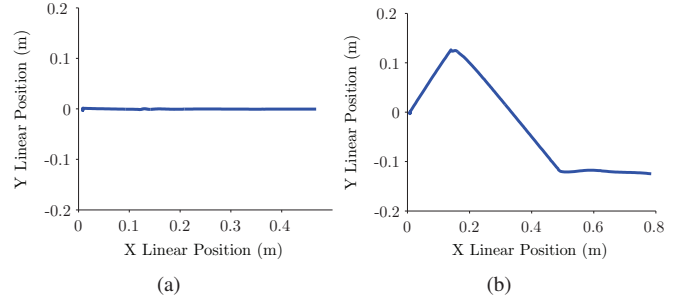 0.2
0.1
0
-0.1
-0.2
Y Linear Position (m)
0 0.1 0.2 0.3 0.4
X Linear Position (m)
(a)
0.2
0.1
0
-0.1
-0.2
Y Linear Position (m)
0 0.2 0.4 0.6 0.8
X Linear Position (m)
(b)